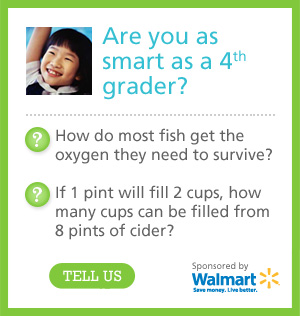 Are you as
smart as a 4th
grader?
? How do most fish get the
oxygen they need to survive?
? If 1 pint will fill 2 cups, how
many cups can be filled from
8 pints of cider?
TELL US
Sponsored by
Walmart
Save money. Live better.